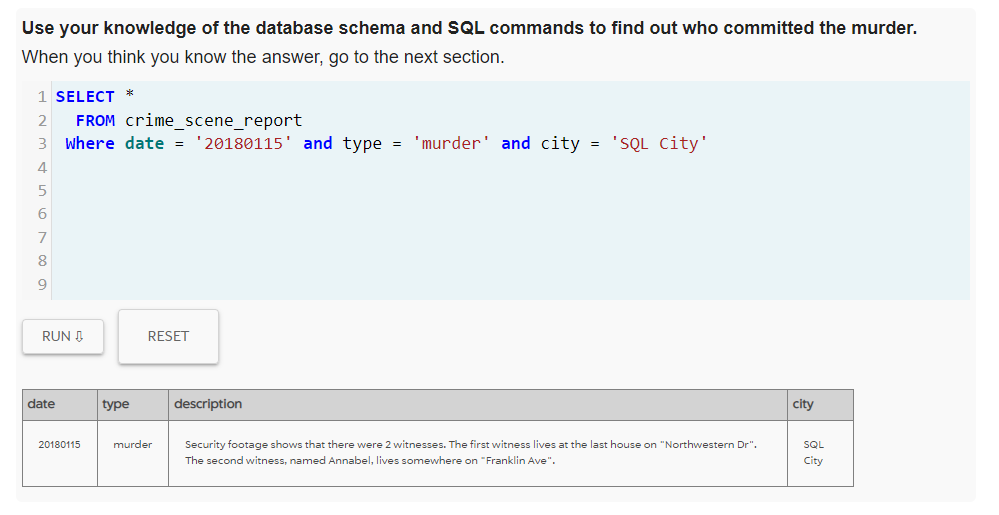 Use your knowledge of the database schema and SQL commands to find out who committed the murder.
When you think you know the answer, go to the next section.
1 SELECT *
2 FROM crime_scene_report
3 Where date = '20180115' and type = 'murder' and city = 'SQL City'
4
5
6
7
8
9
RUN ⇩ RESET
date type description city
20180115 murder Security footage shows that there were 2 witnesses. The first witness lives at the last house on "Northwestern Dr". SQL
The second witness, named Annabel, lives somewhere on "Franklin Ave". City